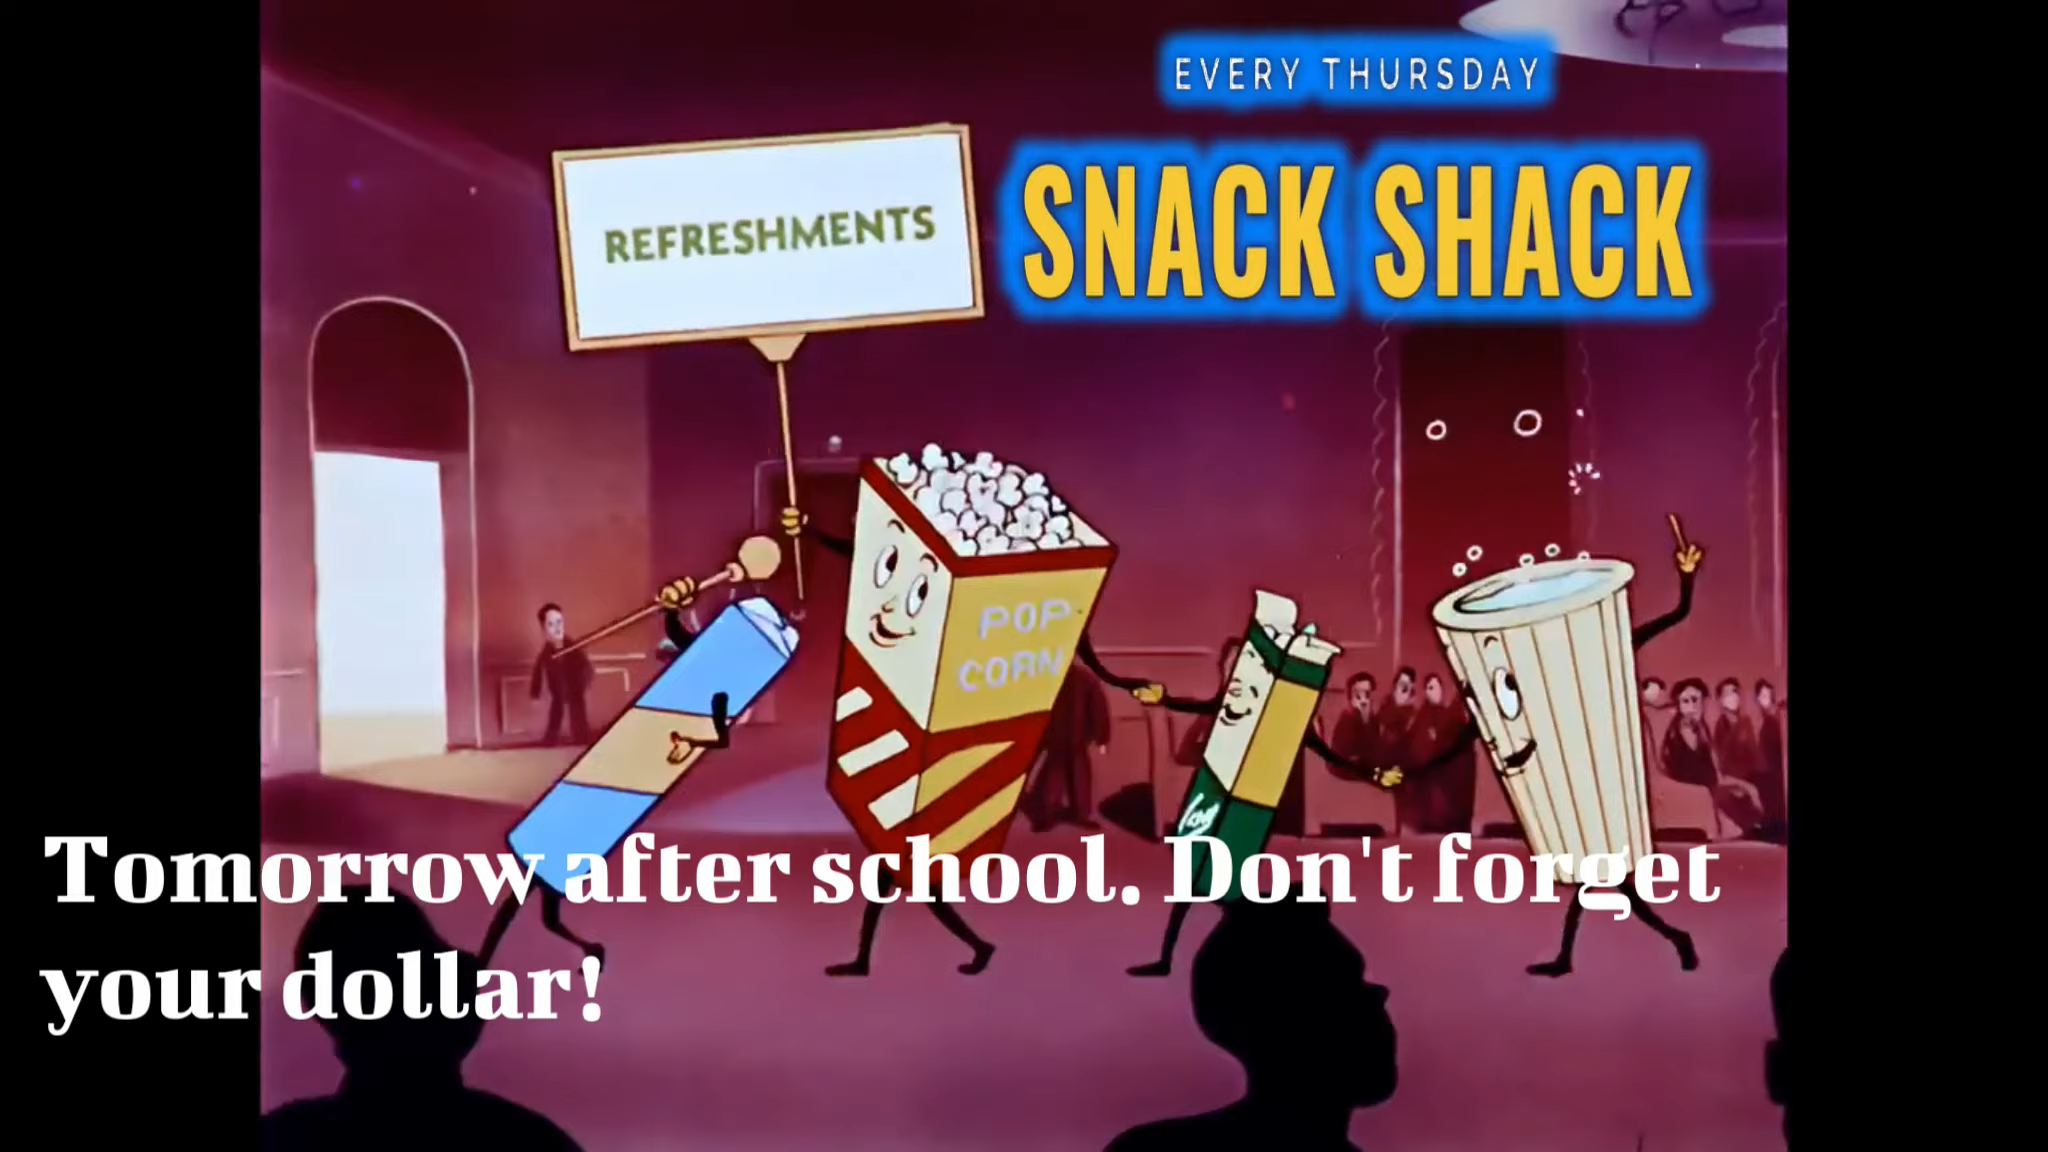 EVERY THURSDAY
SNACK SHACK
REFRESHMENTS
POP
CORN
Tomorrow after school. Don't forget
your dollar!